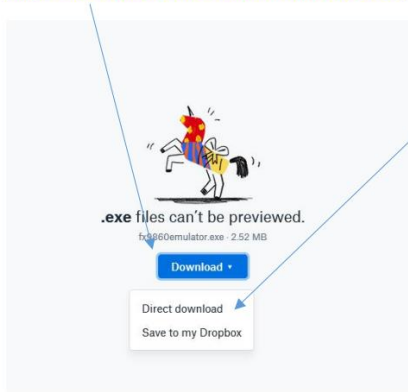 .exe files can't be previewed.
fx9860emulator.exe - 2.52 MB
Download
Direct download
Save to my Dropbox